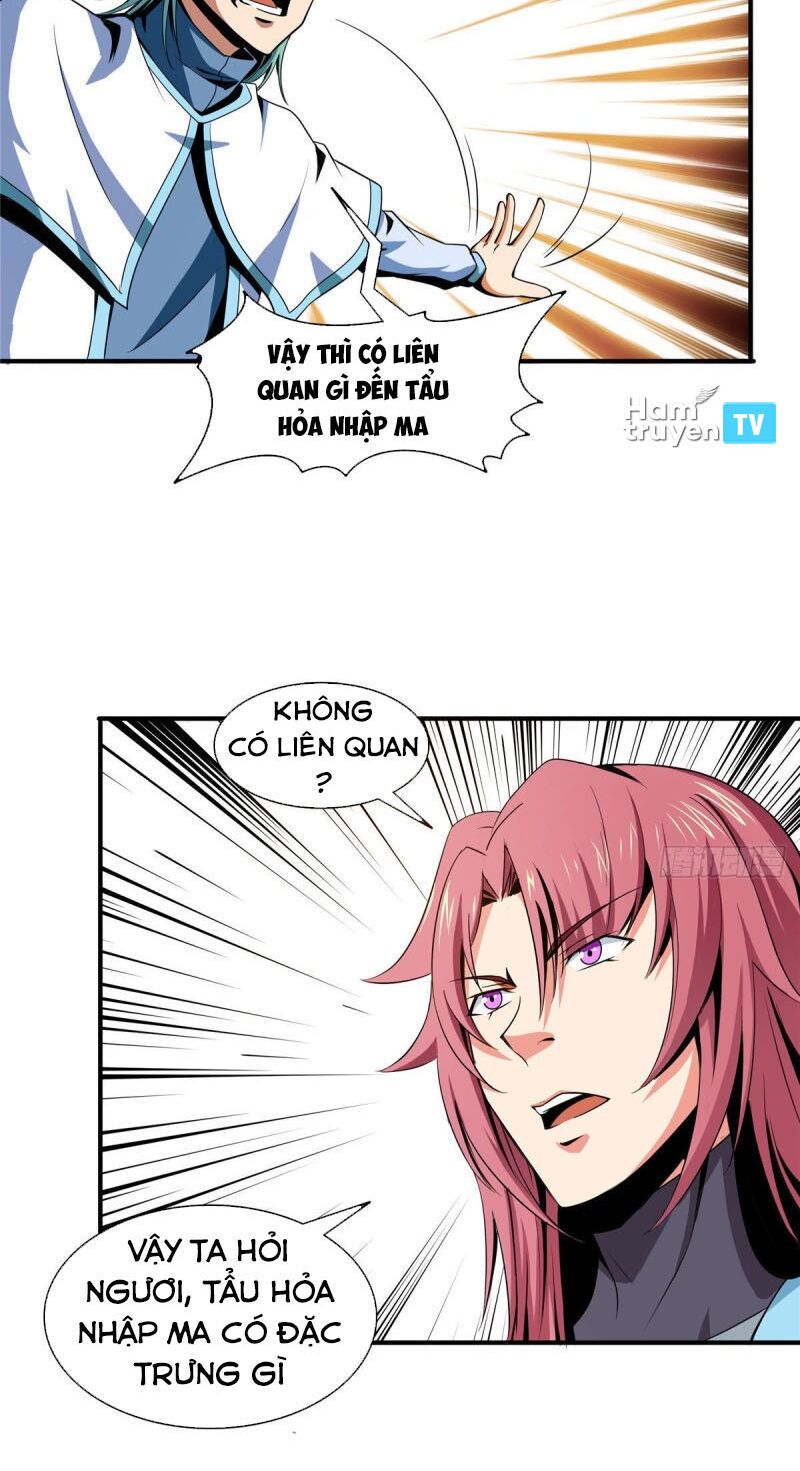 VẬY THÌ CÓ LIÊN
QUAN GÌ ĐẾN TẨU
HỎA NHẬP MA
Ham
truyen TV
KHÔNG
CÓ LIÊN QUAN
?
VẬY TA HỎI
NGƯƠI, TẨU HỎA
NHẬP MA CÓ ĐẶC
TRƯNG GÌ